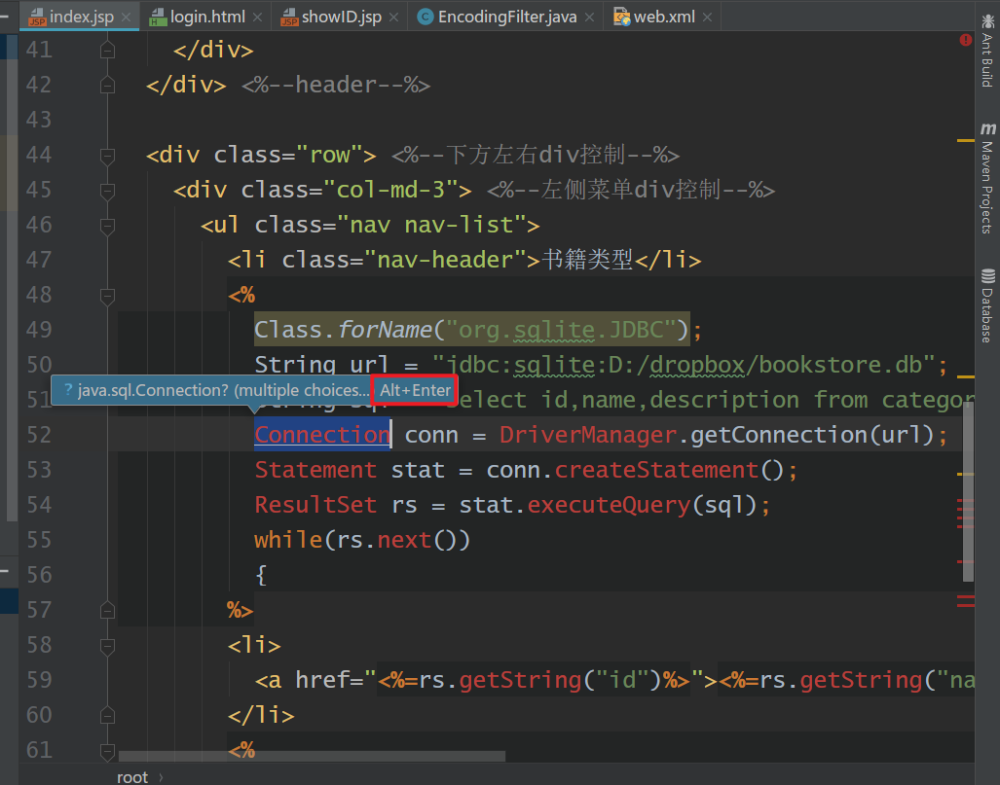 index.jsp login.html showID.jsp EncodingFilter.java web.xml
41 </div>
42 </div> <%--header--%>
43
44 <div class="row"> <%--下方左右div控制--%>
45 <div class="col-md-3"> <%--左侧菜单div控制--%>
46 <ul class="nav nav-list">
47 <li class="nav-header">书籍类型</li>
48 <%
49 Class.forName("org.sqlite.JDBC");
50 String url = "jdbc:sqlite:D:/dropbox/bookstore.db";
? java.sql.Connection? (multiple choices... Alt+Enter
51 String sql = "select id,name,description from categor
52 Connection conn = DriverManager.getConnection(url);
53 Statement stat = conn.createStatement();
54 ResultSet rs = stat.executeQuery(sql);
55 while(rs.next())
56 {
57 %>
58 <li>
59 <a href="<%=rs.getString("id")%>"><%=rs.getString("na
60 </li>
61 <%
root
Ant Build
Maven Projects
Database